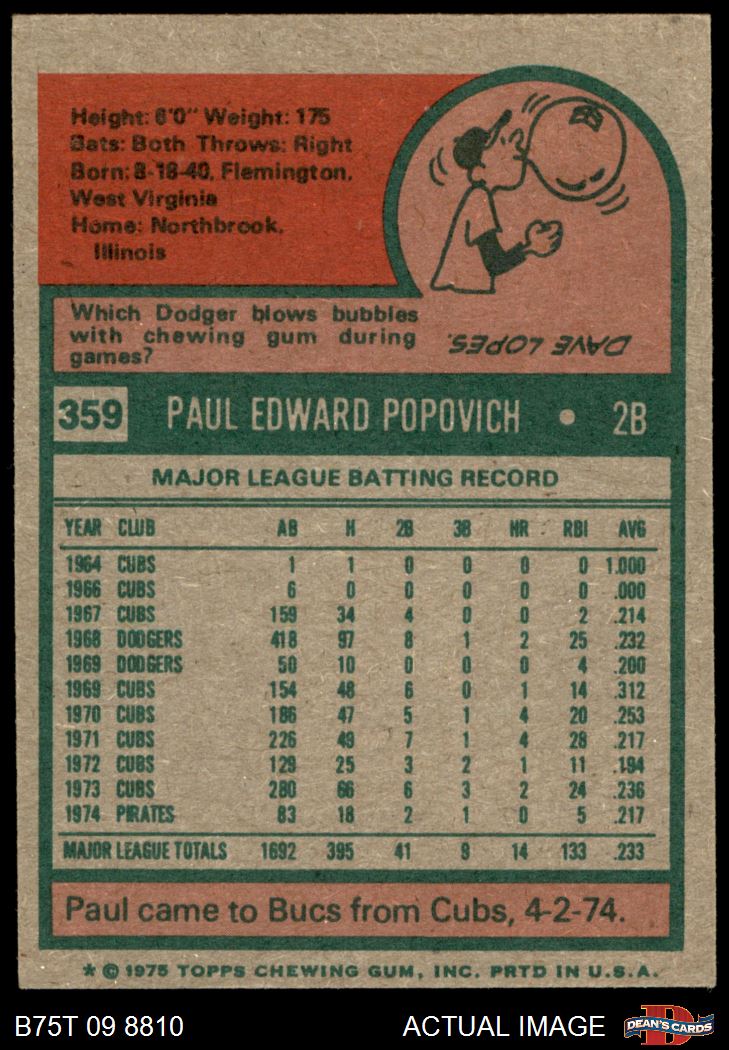 Height: 6'0" Weight: 175
Bats: Both Throws: Right
Born: 8-18-40, Flemington,
West Virginia
Home: Northbrook,
Illinois
Which Dodger blows bubbles
with chewing gum during
games?
DAVE LOPES.
359 PAUL EDWARD POPOVICH • 2B
MAJOR LEAGUE BATTING RECORD
YEAR CLUB AB H 2B 3B HR RBI AVG
1964 CUBS 1 1 0 0 0 0 1.000
1966 CUBS 6 0 0 0 0 0 .000
1967 CUBS 159 34 4 0 0 2 .214
1968 DODGERS 418 97 8 1 2 25 .232
1969 DODGERS 50 10 0 0 0 4 .200
1969 CUBS 154 48 6 0 1 14 .312
1970 CUBS 186 47 5 1 4 20 .253
1971 CUBS 226 49 7 1 4 28 .217
1972 CUBS 129 25 3 2 1 11 .194
1973 CUBS 280 66 6 3 2 24 .236
1974 PIRATES 83 18 2 1 0 5 .217
MAJOR LEAGUE TOTALS 1692 395 41 9 14 133 .233
Paul came to Bucs from Cubs, 4-2-74.
* © 1975 TOPPS CHEWING GUM, INC. PRTD IN U.S.A.
B75T 09 8810 ACTUAL IMAGE DEAN'S CARDS